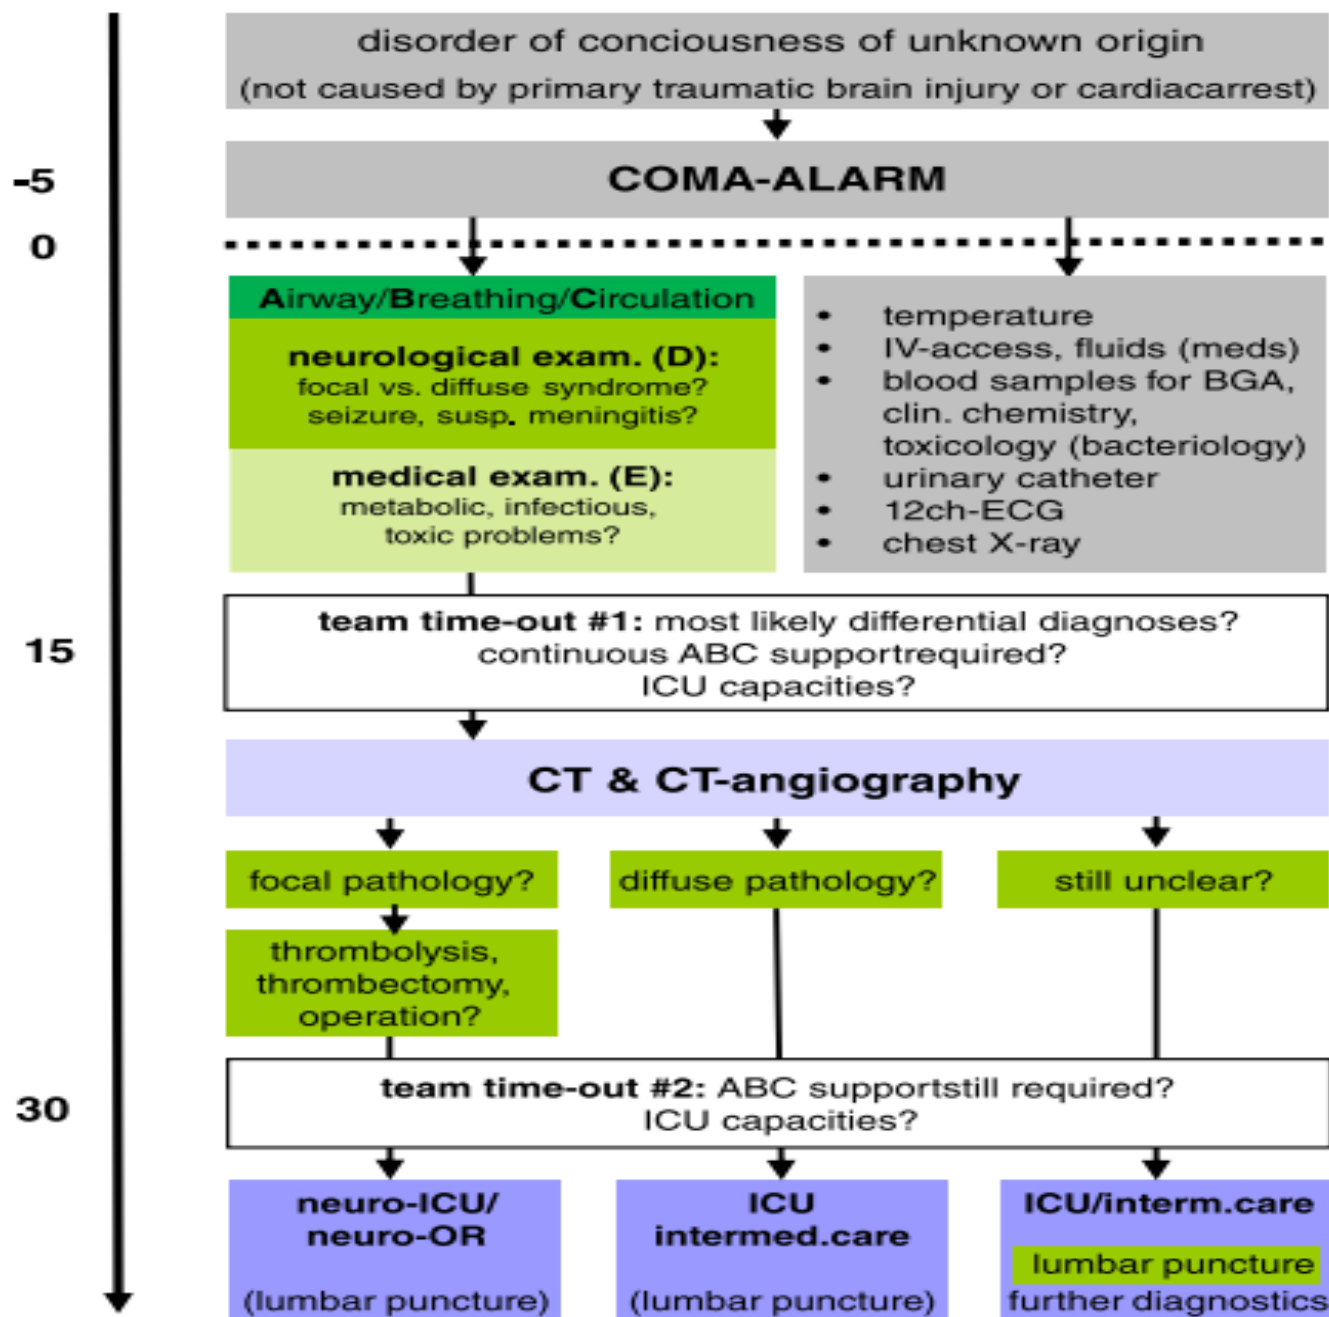 disorder of conciousness of unknown origin
(not caused by primary traumatic brain injury or cardiacarrest)
-5
COMA-ALARM
0
Airway/Breathing/Circulation
neurological exam. (D):
focal vs. diffuse syndrome?
seizure, susp. meningitis?
medical exam. (E):
metabolic, infectious,
toxic problems?
• temperature
• IV-access, fluids (meds)
• blood samples for BGA,
clin. chemistry,
toxicology (bacteriology)
• urinary catheter
• 12ch-ECG
• chest X-ray
15
team time-out #1: most likely differential diagnoses?
continuous ABC supportrequired?
ICU capacities?
CT & CT-angiography
focal pathology?
diffuse pathology?
still unclear?
thrombolysis,
thrombectomy,
operation?
30
team time-out #2: ABC supportstill required?
ICU capacities?
neuro-ICU/
neuro-OR
(lumbar puncture)
ICU
intermed.care
(lumbar puncture)
ICU/interm.care
lumbar puncture
further diagnostics